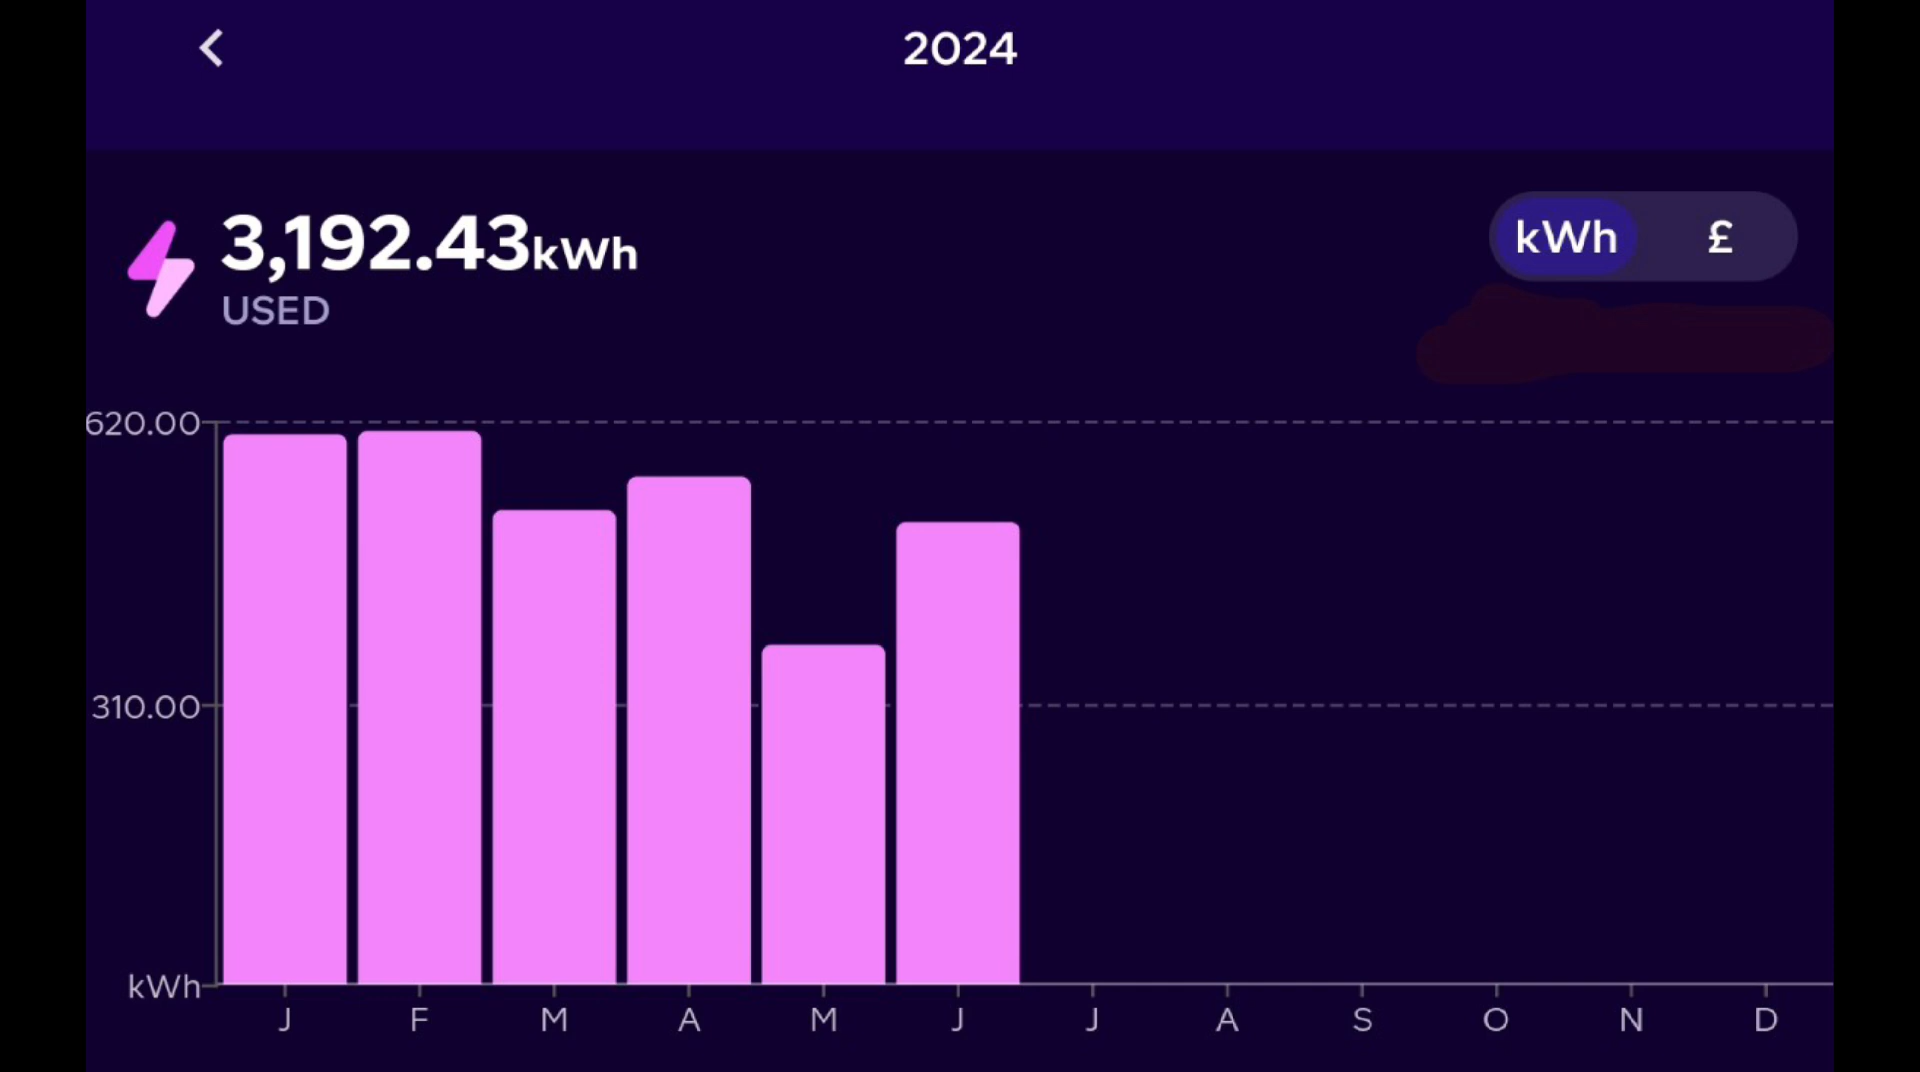 2024
3,192.43kWh
USED
kWh £
620.00
310.00
kWh
J F M A M J J A S O N D